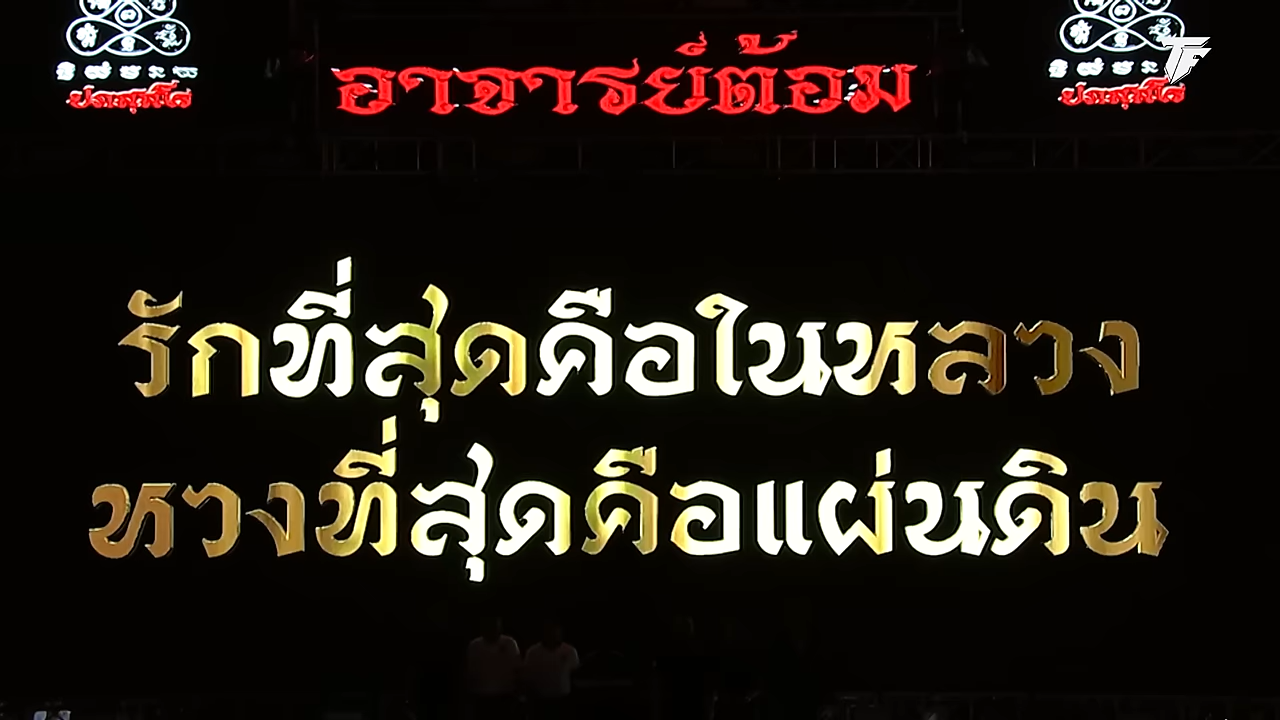 อาจารย์ต้อม
รักที่สุดคือในหลวง
หวงที่สุดคือแผ่นดิน